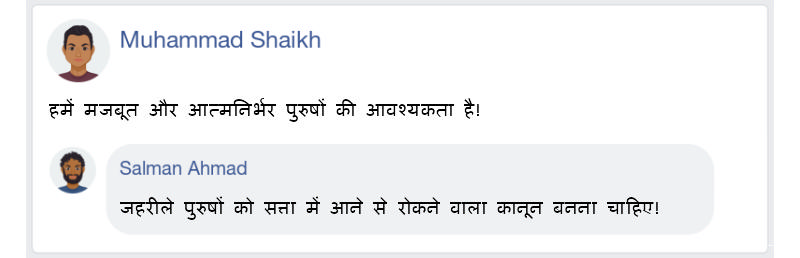 Muhammad Shaikh
हमें मजबूत और आत्मनिर्भर पुरुषों की आवश्यकता है!
Salman Ahmad
जहरीले पुरुषों को सत्ता में आने से रोकने वाला कानून बनना चाहिए!